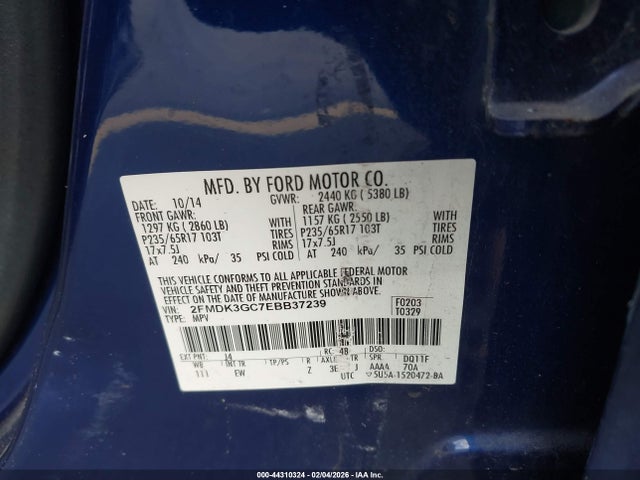 MFD. BY FORD MOTOR CO.
DATE: 10/14 GVWR: 2440 KG ( 5380 LB)
FRONT GAWR: REAR GAWR:
1297 KG ( 2860 LB) WITH 1157 KG ( 2550 LB) WITH
P235/65R17 103T TIRES P235/65R17 103T TIRES
17x7.5J RIMS 17x7.5J RIMS
AT 240 kPa/ 35 PSI COLD AT 240 kPa/ 35 PSI COLD
THIS VEHICLE CONFORMS TO ALL APPLICABLE FEDERAL MOTOR
VEHICLE SAFETY AND THEFT PREVENTION STANDARDS IN
EFFECT ON THE DATE OF MANUFACTURE SHOWN ABOVE.
VIN: 2FMDK3GC7EBB37239 F0203
TYPE: MPV T0329
EXT PNT: J4 RC: 4B DSO:
WB TP/PS R AXLE TR SPR DQ11F
111 EW Z 3E J AAAA 70A
UTC 5U5A-1520472-BA
000-44310324 | 02/04/2026 - IAA Inc.